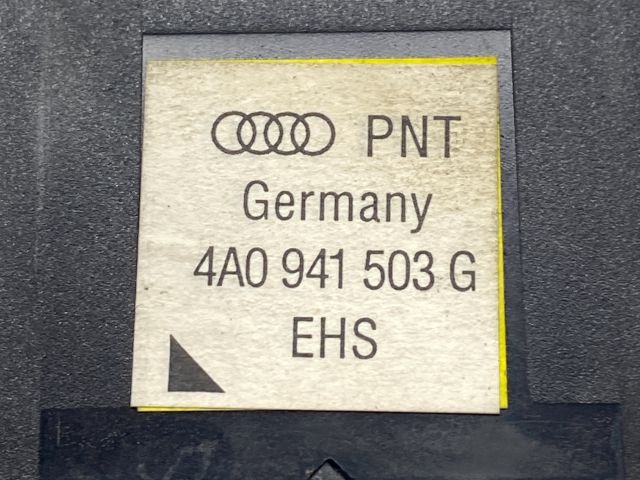 PNT
Germany
4A0 941 503 G
EHS